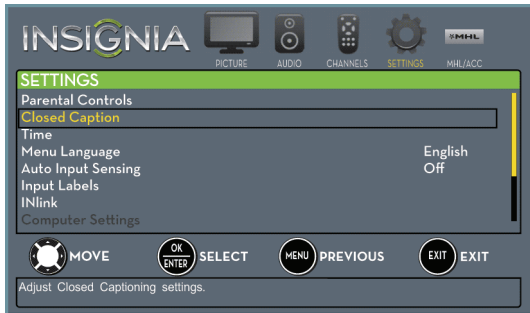 INSIGNIA
PICTURE AUDIO CHANNELS SETTINGS MHL/ACC
MHL
SETTINGS
Parental Controls
Closed Caption
Time
Menu Language English
Auto Input Sensing Off
Input Labels
INlink
Computer Settings
MOVE OK ENTER SELECT MENU PREVIOUS EXIT EXIT
Adjust Closed Captioning settings.